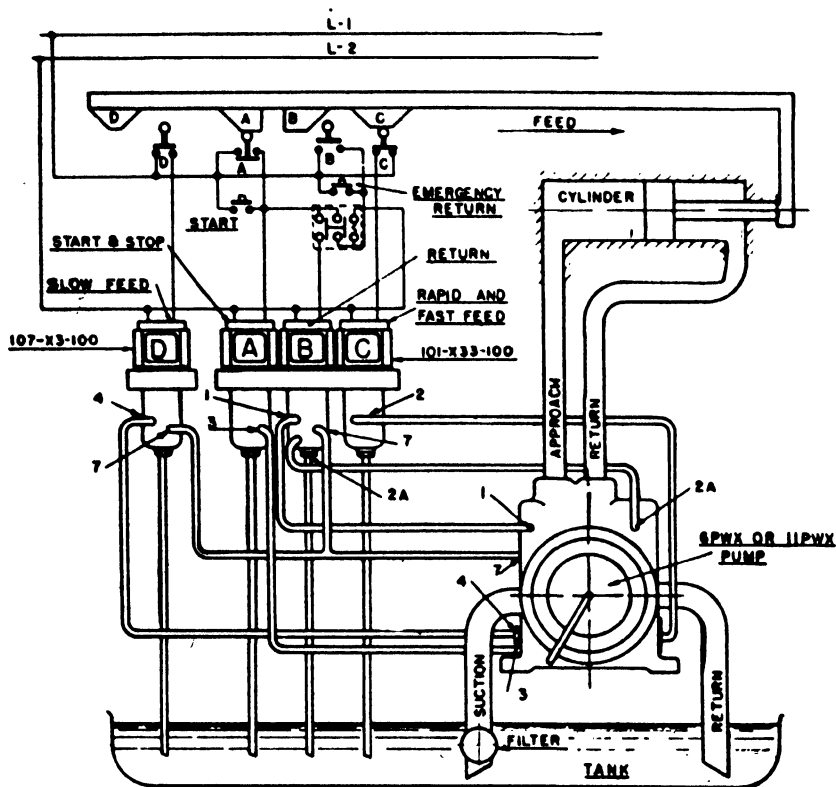 L-1
L-2
D
A
B
C
FEED
D
A
B
C
EMERGENCY
RETURN
START
CYLINDER
START & STOP
RETURN
SLOW FEED
RAPID AND
FAST FEED
107-X3-100
D
A
B
C
101-X33-100
4
1
2
3
7
7
2A
APPROACH
RETURN
1
2A
6PWX OR 11PWX
PUMP
7
4
3
SUCTION
RETURN
FILTER
TANK